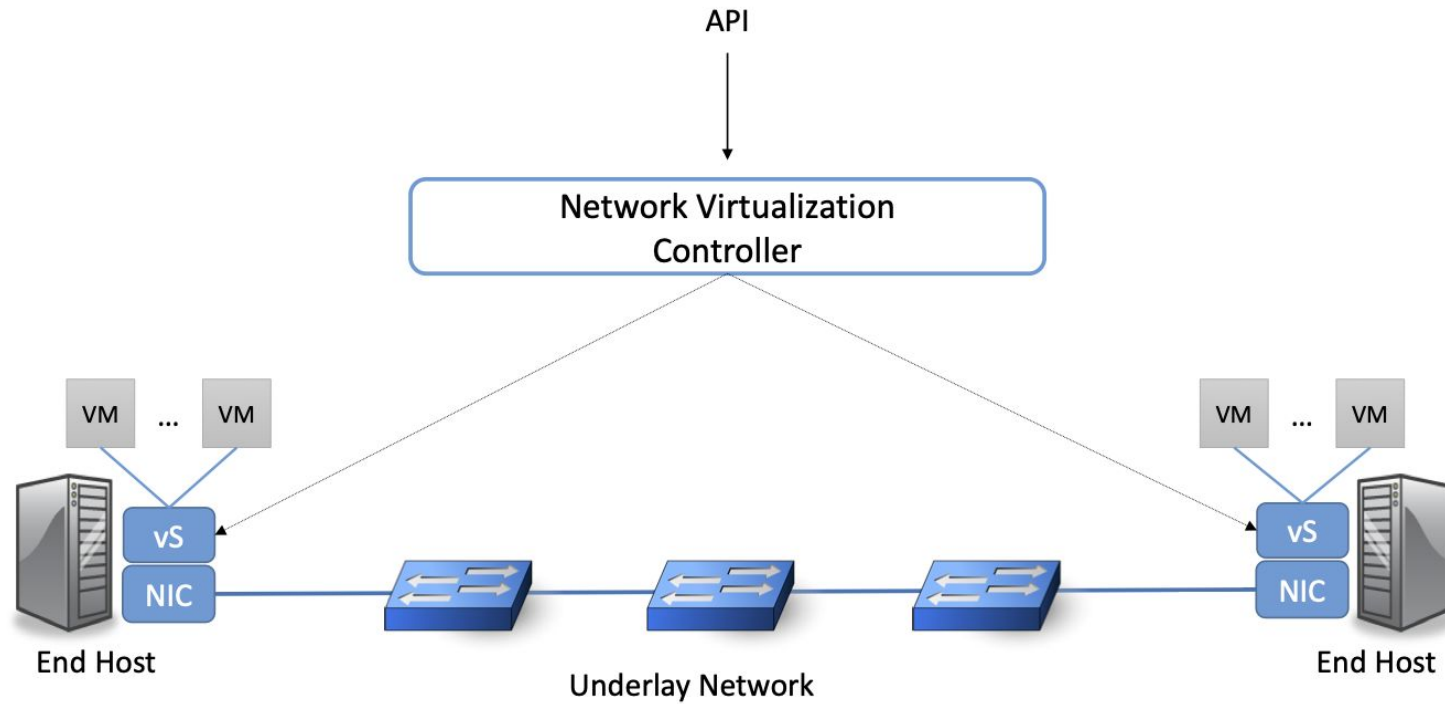 API
Network Virtualization
Controller
VM ... VM
VM ... VM
vS
vS
NIC
NIC
End Host
End Host
Underlay Network